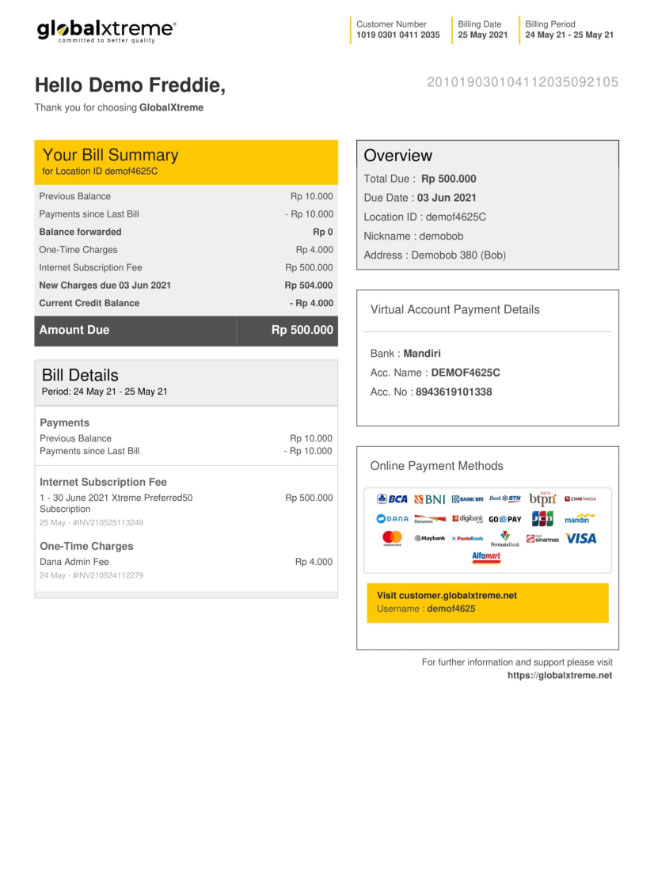 globalxtreme®
committed to better quality
Customer Number
1019 0301 0411 2035
Billing Date
25 May 2021
Billing Period
24 May 21 - 25 May 21
Hello Demo Freddie,
Thank you for choosing GlobalXtreme
201019030104112035092105
Your Bill Summary
for Location ID demof4625C
Previous Balance Rp 10.000
Payments since Last Bill - Rp 10.000
Balance forwarded Rp 0
One-Time Charges Rp 4.000
Internet Subscription Fee Rp 500.000
New Charges due 03 Jun 2021 Rp 504.000
Current Credit Balance - Rp 4.000
Amount Due Rp 500.000
Bill Details
Period: 24 May 21 - 25 May 21
Payments
Previous Balance Rp 10.000
Payments since Last Bill - Rp 10.000
Internet Subscription Fee
1 - 30 June 2021 Xtreme Preferred50 Rp 500.000
Subscription
25 May - #INV210525113249
One-Time Charges
Dana Admin Fee Rp 4.000
24 May - #INV210524112279
Overview
Total Due : Rp 500.000
Due Date : 03 Jun 2021
Location ID : demof4625C
Nickname : demobob
Address : Demobob 380 (Bob)
Virtual Account Payment Details
Bank : Mandiri
Acc. Name : DEMOF4625C
Acc. No : 8943619101338
Online Payment Methods
BCA BNI BANK BRI Bank BTN btpn CIMB NIAGA
DANA Danamon digibank GOPAY JCB mandiri
mastercard Maybank PaninBank PermataBank sinarmas VISA
Alfamart
Visit customer.globalxtreme.net
Username : demof4625
For further information and support please visit
https://globalxtreme.net